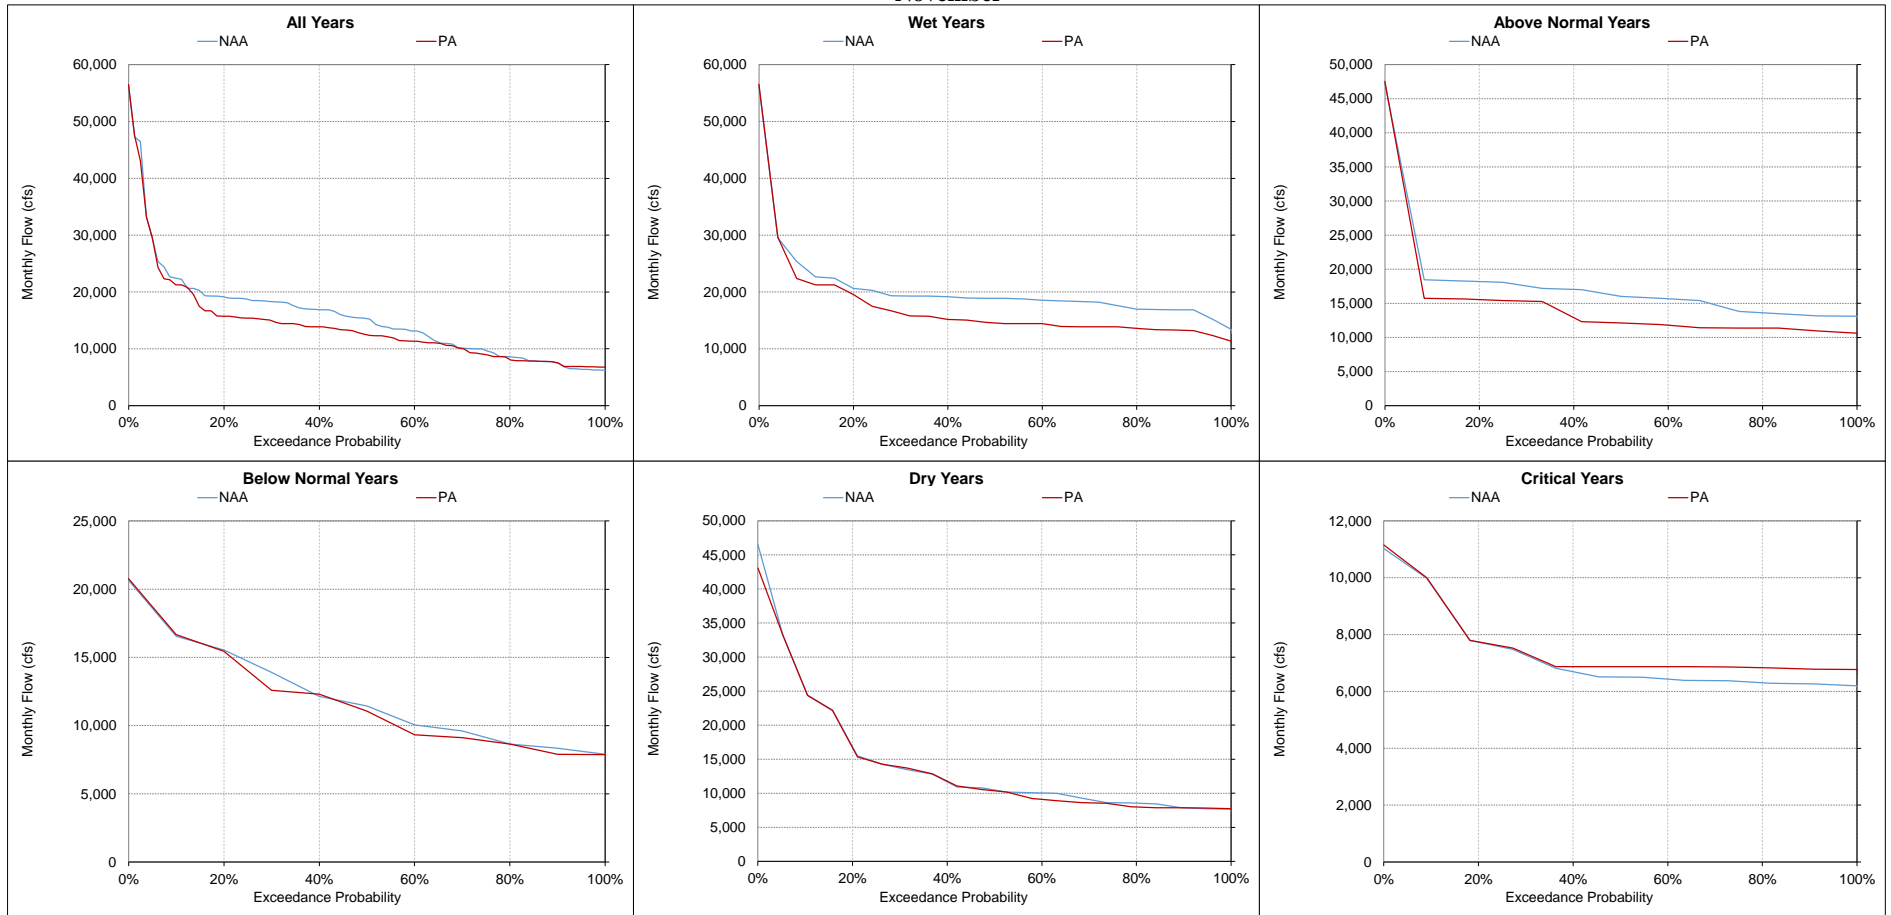 All Years
NAA PA
60,000
50,000
40,000
30,000
20,000
10,000
0
Monthly Flow (cfs)
0% 20% 40% 60% 80% 100%
Exceedance Probability
Wet Years
NAA PA
60,000
50,000
40,000
30,000
20,000
10,000
0
Monthly Flow (cfs)
0% 20% 40% 60% 80% 100%
Exceedance Probability
Above Normal Years
NAA PA
50,000
45,000
40,000
35,000
30,000
25,000
20,000
15,000
10,000
5,000
0
Monthly Flow (cfs)
0% 20% 40% 60% 80% 100%
Exceedance Probability
Below Normal Years
NAA PA
25,000
20,000
15,000
10,000
5,000
0
Monthly Flow (cfs)
0% 20% 40% 60% 80% 100%
Exceedance Probability
Dry Years
NAA PA
50,000
45,000
40,000
35,000
30,000
25,000
20,000
15,000
10,000
5,000
0
Monthly Flow (cfs)
0% 20% 40% 60% 80% 100%
Exceedance Probability
Critical Years
NAA PA
12,000
10,000
8,000
6,000
4,000
2,000
0
Monthly Flow (cfs)
0% 20% 40% 60% 80% 100%
Exceedance Probability